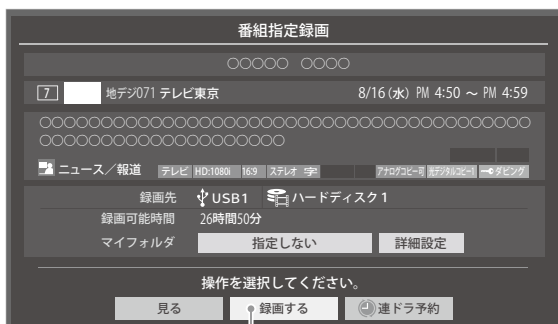 番組指定録画
○○○○○ ○○○○
7 地デジ071 テレビ東京 8/16(水) PM 4:50 ～ PM 4:59
○○○○○○○○○○○○○○○○○○○○○○○○○○○○○○○○○○○○○○○○
○○○○○○○○○○○○○○○○○○○○
ニュース／報道 テレビ HD:1080i 16:9 ステレオ 字 アナログコピー可 光デジタルコピー1 ダビング
録画先 USB1 ハードディスク1
録画可能時間 26時間50分
マイフォルダ 指定しない 詳細設定
操作を選択してください。
見る 録画する 連ドラ予約